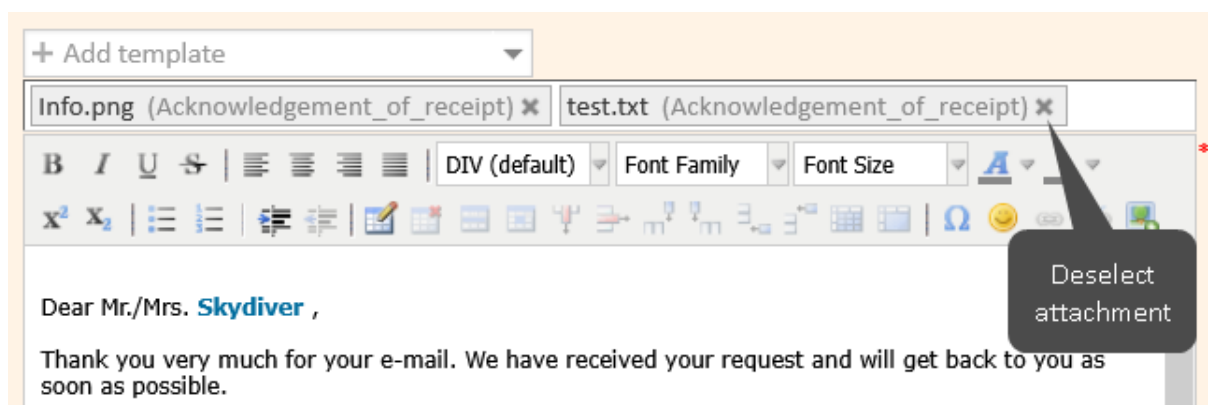 + Add template
Info.png (Acknowledgement_of_receipt) × test.txt (Acknowledgement_of_receipt) ×
B I U S DIV (default) Font Family Font Size A *
x² x₂ Ω
Deselect
attachment
Dear Mr./Mrs. Skydiver ,
Thank you very much for your e-mail. We have received your request and will get back to you as
soon as possible.